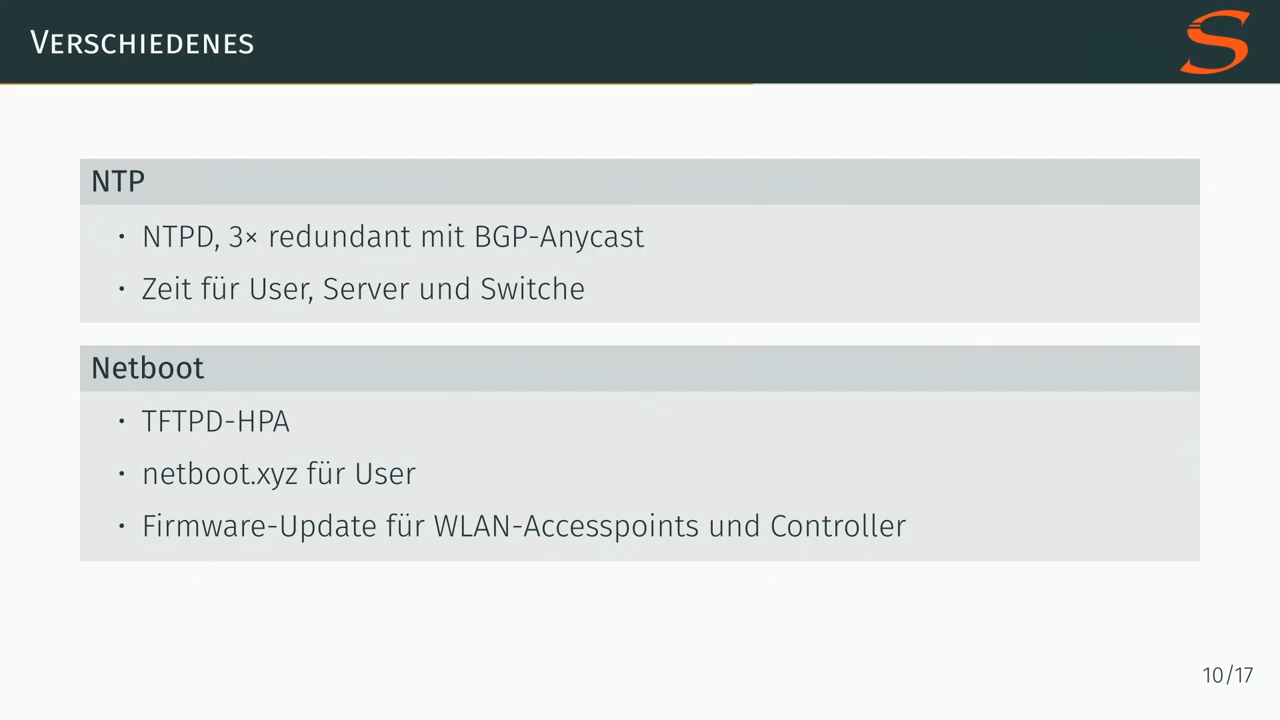 Verschiedenes
NTP
• NTPD, 3× redundant mit BGP-Anycast
• Zeit für User, Server und Switche
Netboot
• TFTPD-HPA
• netboot.xyz für User
• Firmware-Update für WLAN-Accesspoints und Controller
10/17